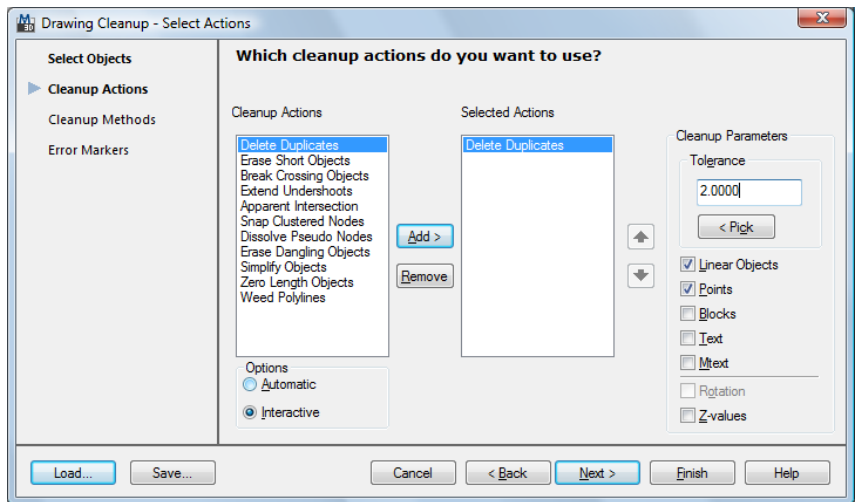 Drawing Cleanup - Select Actions
Select Objects
Cleanup Actions
Cleanup Methods
Error Markers
Which cleanup actions do you want to use?
Cleanup Actions
Delete Duplicates
Erase Short Objects
Break Crossing Objects
Extend Undershoots
Apparent Intersection
Snap Clustered Nodes
Dissolve Pseudo Nodes
Erase Dangling Objects
Simplify Objects
Zero Length Objects
Weed Polylines
Options
Automatic
Interactive
Add >
Remove
Selected Actions
Delete Duplicates
Cleanup Parameters
Tolerance
2.0000
< Pick
Linear Objects
Points
Blocks
Text
Mtext
Rotation
Z-values
Load...
Save...
Cancel
< Back
Next >
Finish
Help